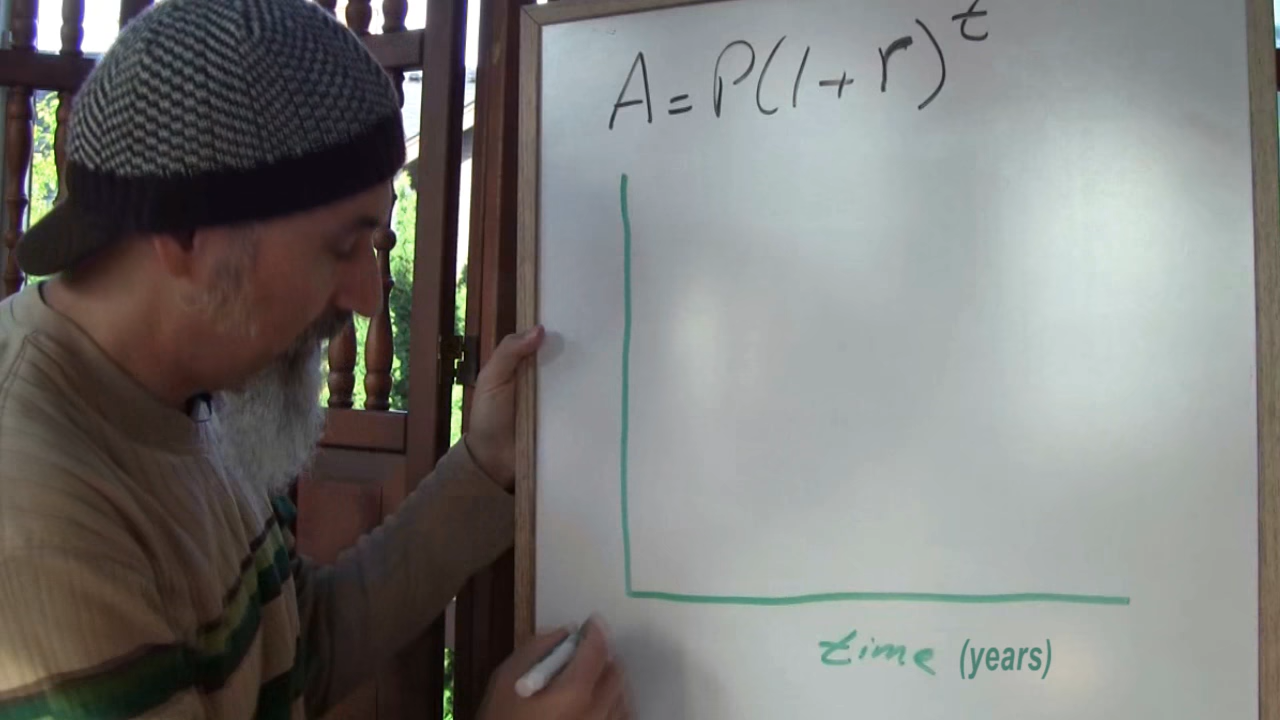 A = P(1 + r)^t
time (years)